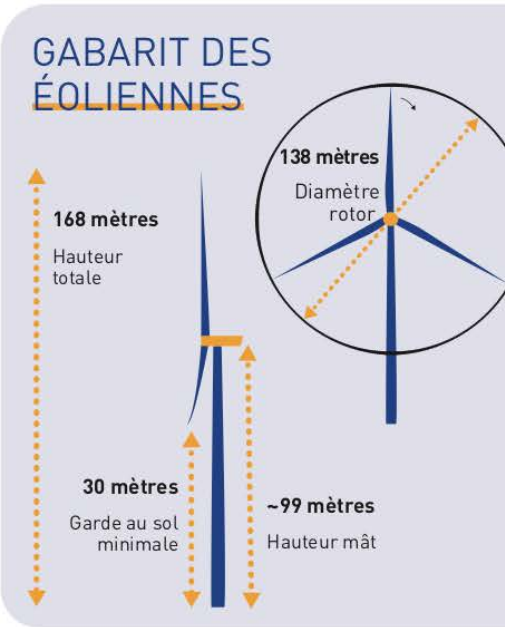 GABARIT DES
ÉOLIENNES
138 mètres
Diamètre
rotor
168 mètres
Hauteur
totale
30 mètres
Garde au sol
minimale
~99 mètres
Hauteur mât